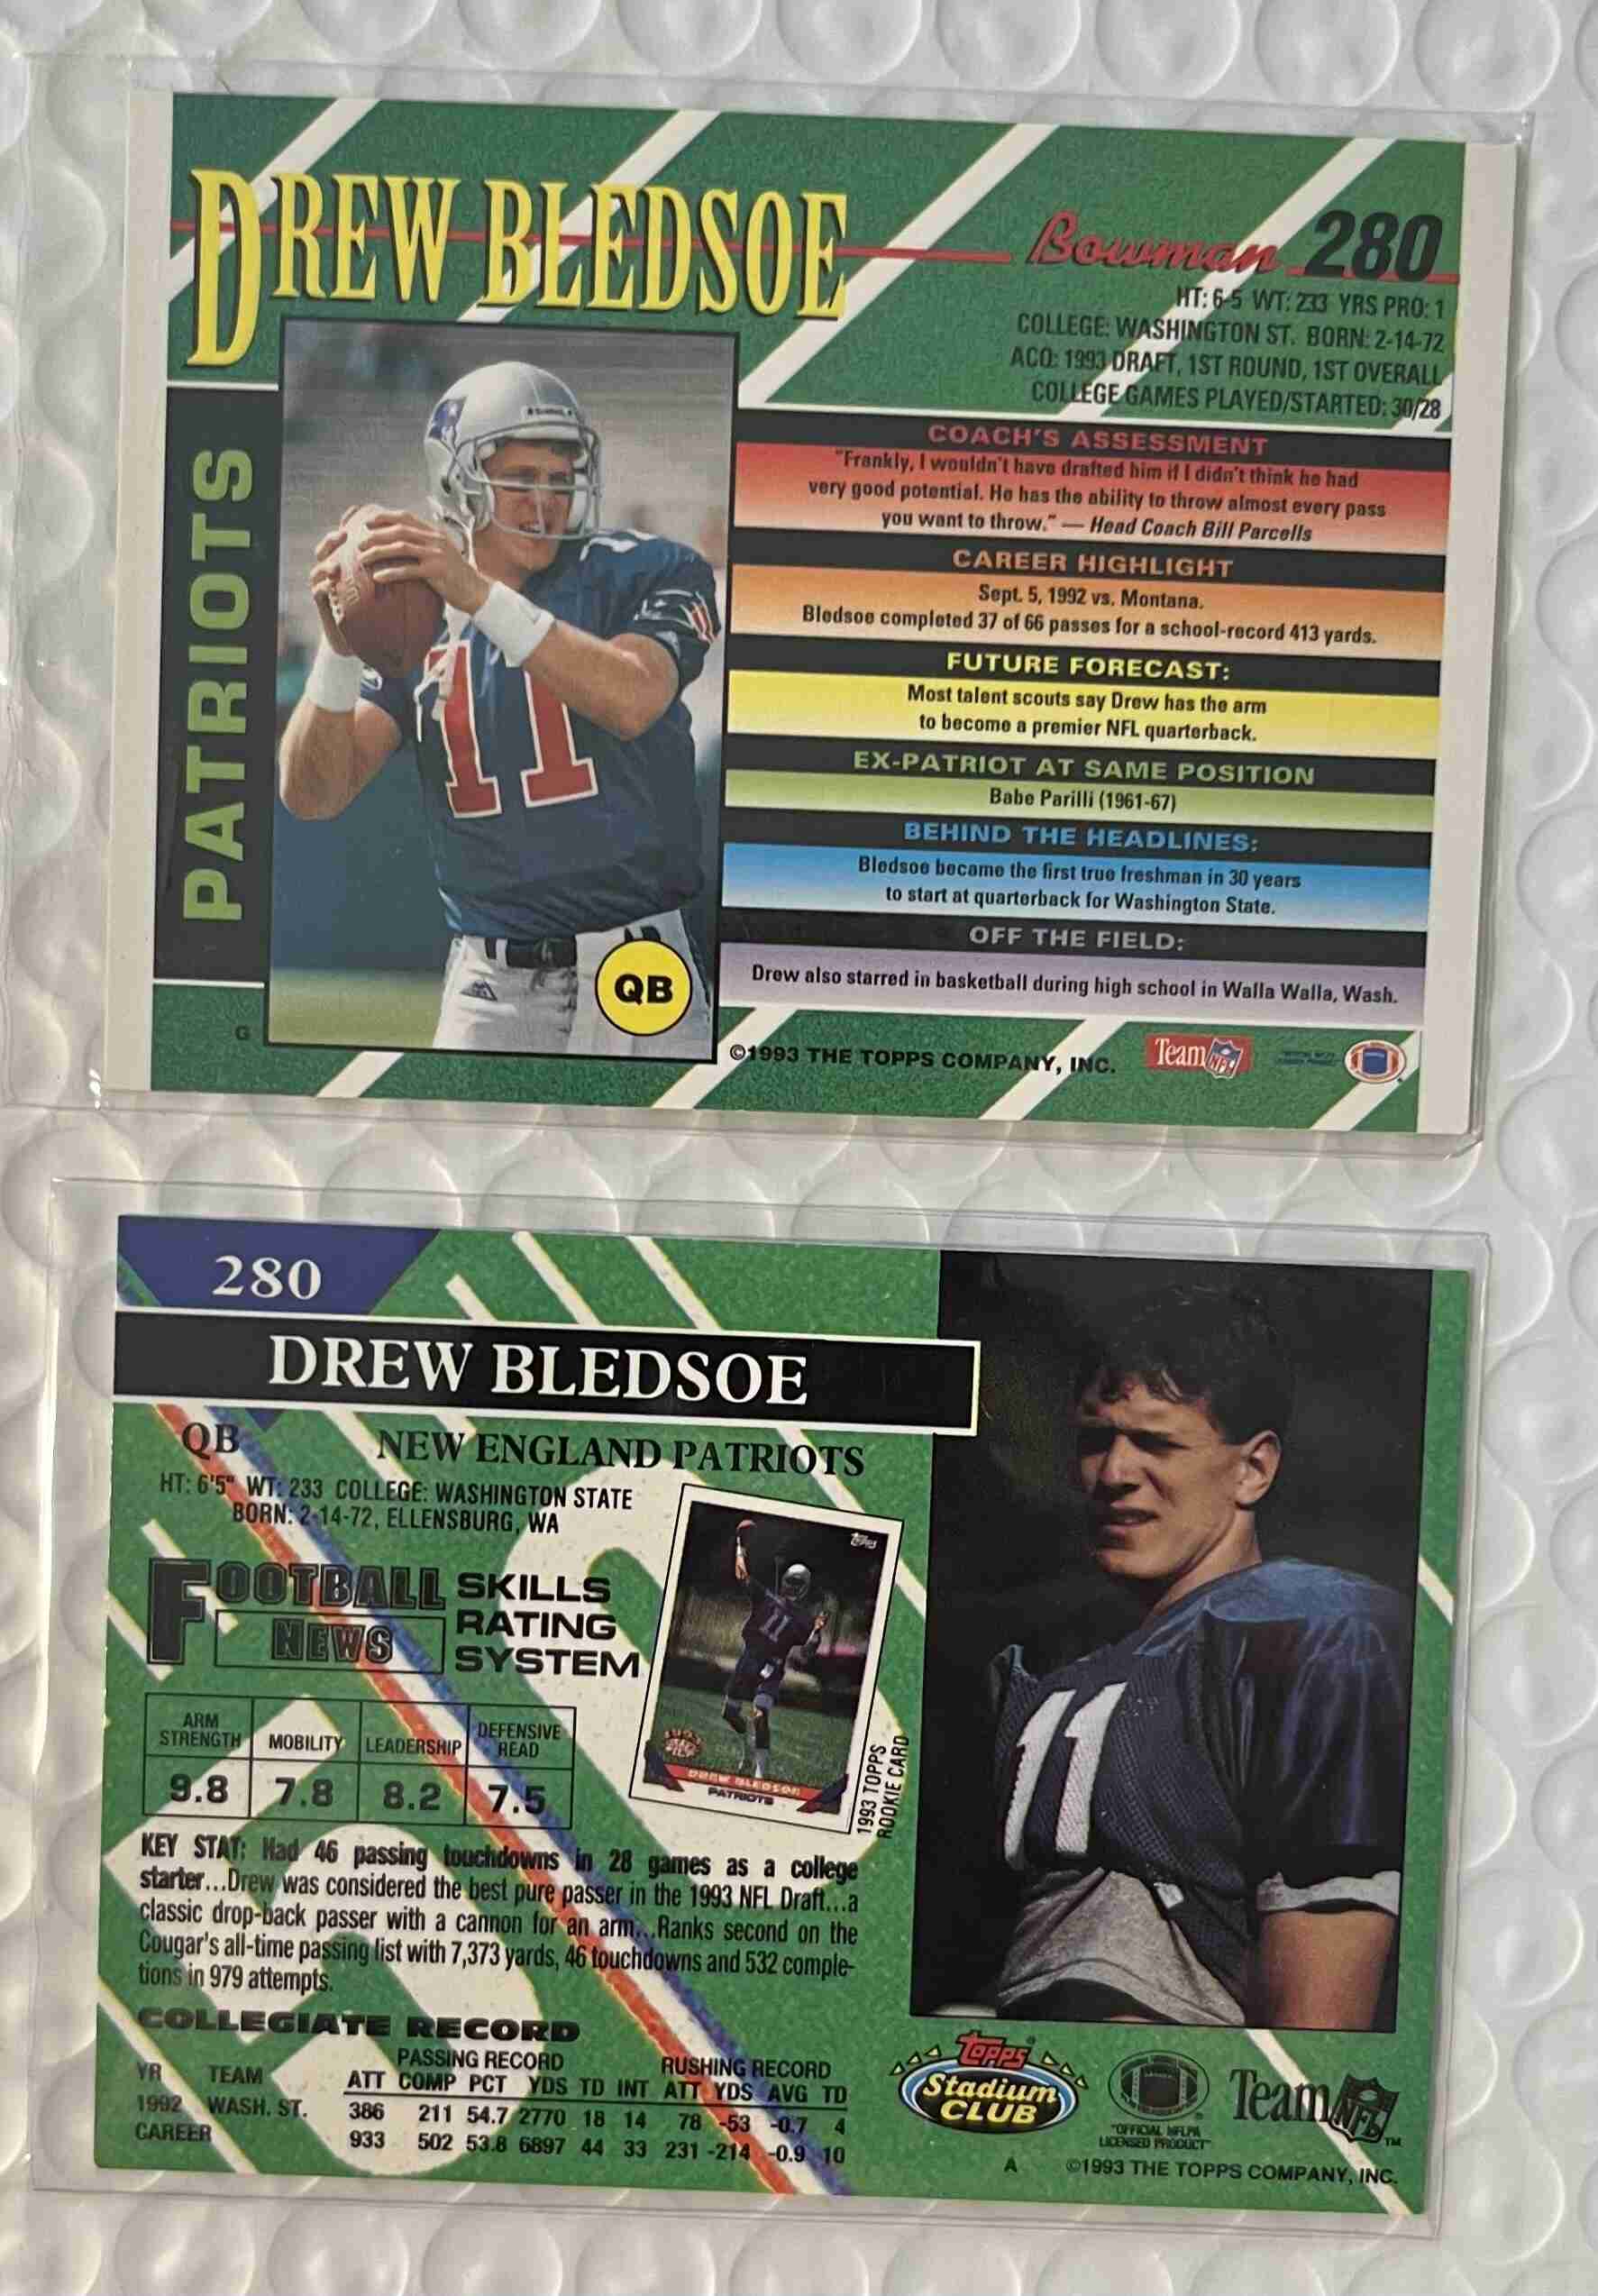 DREW BLEDSOE
Bowman 280
HT: 6-5 WT: 233 YRS PRO: 1
COLLEGE: WASHINGTON ST. BORN: 2-14-72
ACQ: 1993 DRAFT, 1ST ROUND, 1ST OVERALL
COLLEGE GAMES PLAYED/STARTED: 30/28
PATRIOTS
11
QB
COACH'S ASSESSMENT
"Frankly, I wouldn't have drafted him if I didn't think he had
very good potential. He has the ability to throw almost every pass
you want to throw." — Head Coach Bill Parcells
CAREER HIGHLIGHT
Sept. 5, 1992 vs. Montana.
Bledsoe completed 37 of 66 passes for a school-record 413 yards.
FUTURE FORECAST:
Most talent scouts say Drew has the arm
to become a premier NFL quarterback.
EX-PATRIOT AT SAME POSITION
Babe Parilli (1961-67)
BEHIND THE HEADLINES:
Bledsoe became the first true freshman in 30 years
to start at quarterback for Washington State.
OFF THE FIELD:
Drew also starred in basketball during high school in Walla Walla, Wash.
G
©1993 THE TOPPS COMPANY, INC.
Team NFL
280
DREW BLEDSOE
QB NEW ENGLAND PATRIOTS
HT: 6'5" WT: 233 COLLEGE: WASHINGTON STATE
BORN: 2-14-72, ELLENSBURG, WA
FOOTBALL NEWS
SKILLS
RATING
SYSTEM
Topps
11
DREW BLEDSOE
PATRIOTS
1993 TOPPS
ROOKIE CARD
11
ARM STRENGTH MOBILITY LEADERSHIP DEFENSIVE READ
9.8 7.8 8.2 7.5
KEY STAT: Had 46 passing touchdowns in 28 games as a college
starter...Drew was considered the best pure passer in the 1993 NFL Draft...a
classic drop-back passer with a cannon for an arm...Ranks second on the
Cougar's all-time passing list with 7,373 yards, 46 touchdowns and 532 comple-
tions in 979 attempts.
COLLEGIATE RECORD
PASSING RECORD RUSHING RECORD
YR TEAM ATT COMP PCT YDS TD INT ATT YDS AVG TD
1992 WASH. ST. 386 211 54.7 2770 18 14 78 -53 -0.7 4
CAREER 933 502 53.8 6897 44 33 231 -214 -0.9 10
Topps
Stadium
CLUB
"OFFICIAL NFLPA
LICENSED PRODUCT"
Team NFL TM
A ©1993 THE TOPPS COMPANY, INC.